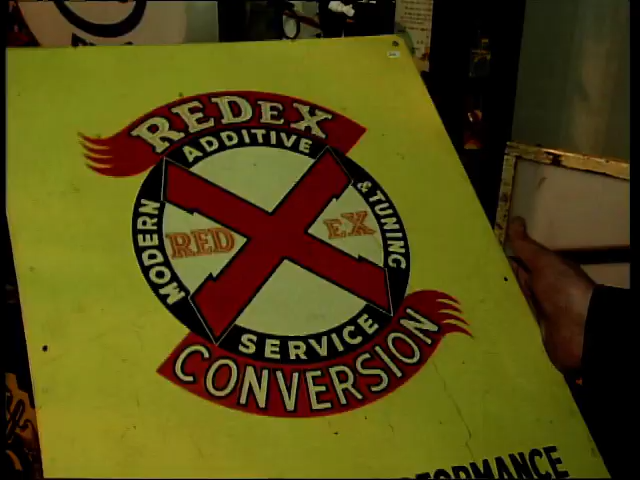 REDEX
ADDITIVE
MODERN
& TUNING
RED EX
SERVICE
CONVERSION